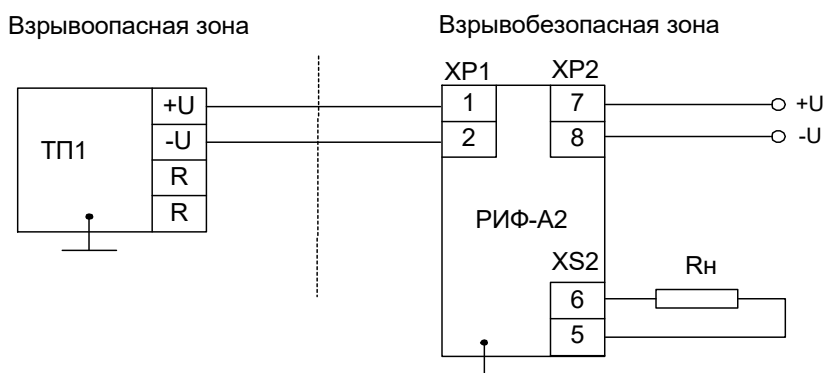 Взрывоопасная зона
Взрывобезопасная зона
XP1
XP2
+U
1
7
+U
-U
2
8
-U
ТП1
R
R
РИФ-А2
XS2
Rн
6
5